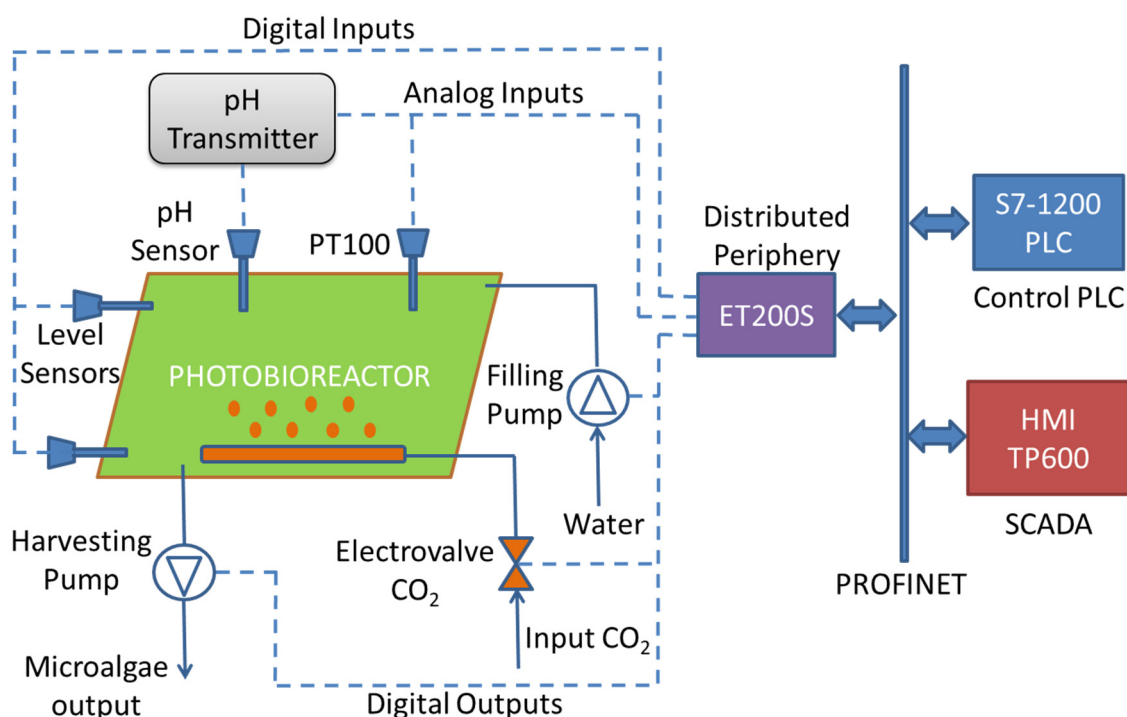 Digital Inputs
pH
Transmitter
Analog Inputs
pH
Sensor
PT100
Distributed
Periphery
S7-1200
PLC
Control PLC
ET200S
Level
Sensors
PHOTOBIOREACTOR
Filling
Pump
HMI
TP600
SCADA
Water
Harvesting
Pump
Electrovalve
CO₂
PROFINET
Input CO₂
Microalgae
output
Digital Outputs